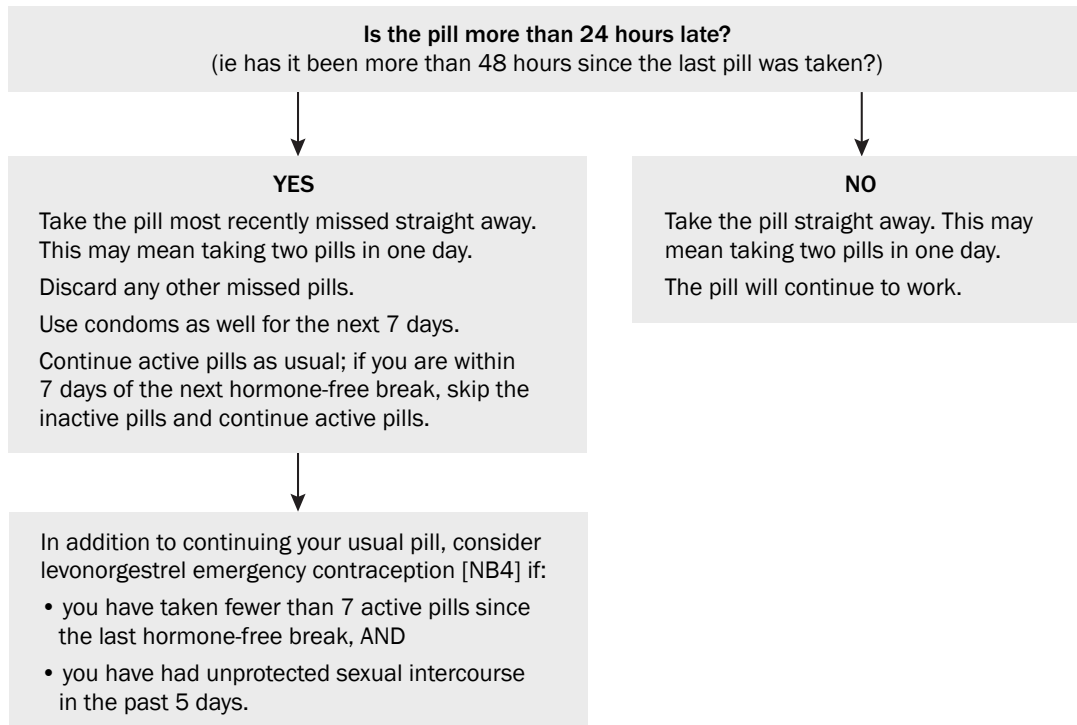 Is the pill more than 24 hours late?
(ie has it been more than 48 hours since the last pill was taken?)
YES
Take the pill most recently missed straight away.
This may mean taking two pills in one day.
Discard any other missed pills.
Use condoms as well for the next 7 days.
Continue active pills as usual; if you are within
7 days of the next hormone-free break, skip the
inactive pills and continue active pills.
NO
Take the pill straight away. This may
mean taking two pills in one day.
The pill will continue to work.
In addition to continuing your usual pill, consider
levonorgestrel emergency contraception [NB4] if:
• you have taken fewer than 7 active pills since
the last hormone-free break, AND
• you have had unprotected sexual intercourse
in the past 5 days.